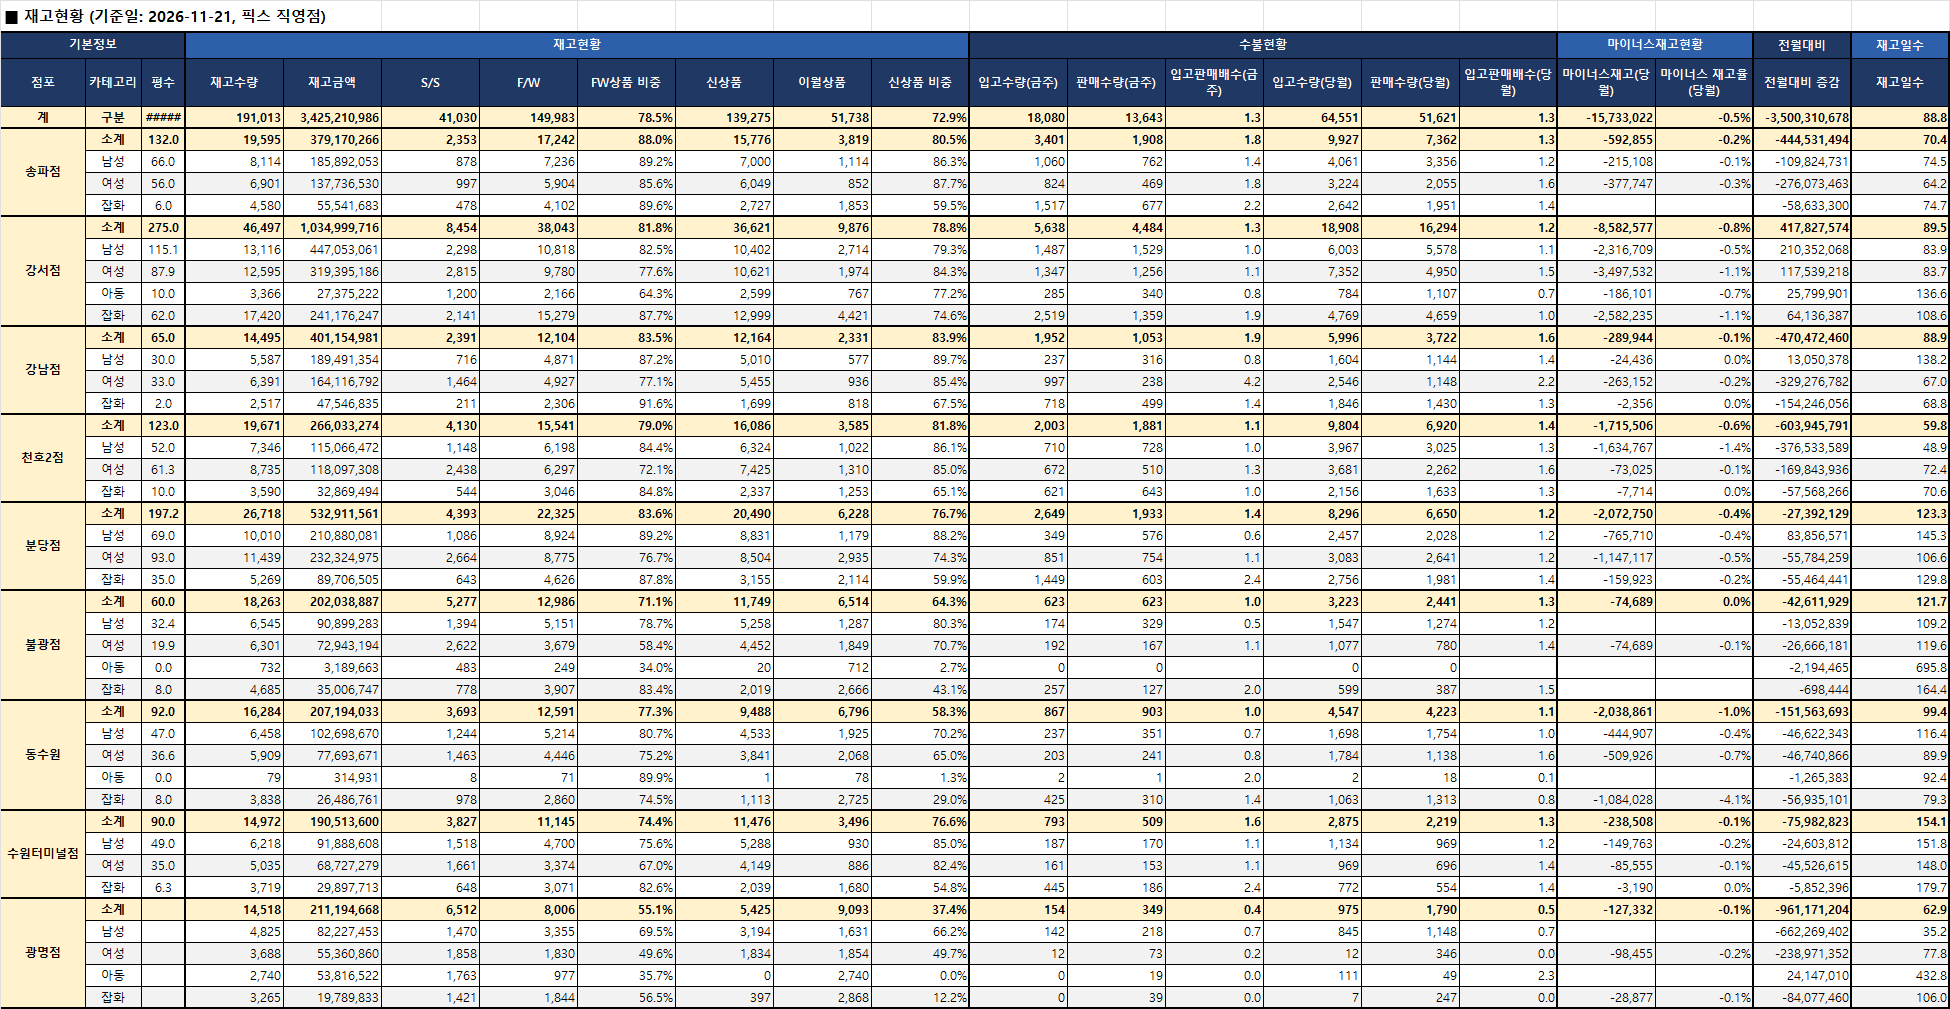 ■ 재고현황 (기준일: 2026-11-21, 픽스 직영점)
기본정보 재고현황 수불현황 마이너스재고현황 전월대비 재고일수
점포 카테고리 평수 재고수량 재고금액 S/S F/W FW상품 비중 신상품 이월상품 신상품 비중 입고수량(금주) 판매수량(금주) 입고판매배수(금주) 입고수량(당월) 판매수량(당월) 입고판매배수(당월) 마이너스재고(당월) 마이너스 재고율(당월) 전월대비 증감 재고일수
계 구분 ##### 191,013 3,425,210,986 41,030 149,983 78.5% 139,275 51,738 72.9% 18,080 13,643 1.3 64,551 51,621 1.3 -15,733,022 -0.5% -3,500,310,678 88.8
송파점 소계 132.0 19,595 379,170,266 2,353 17,242 88.0% 15,776 3,819 80.5% 3,401 1,908 1.8 9,927 7,362 1.3 -592,855 -0.2% -444,531,494 70.4
남성 66.0 8,114 185,892,053 878 7,236 89.2% 7,000 1,114 86.3% 1,060 762 1.4 4,061 3,356 1.2 -215,108 -0.1% -109,824,731 74.5
여성 56.0 6,901 137,736,530 997 5,904 85.6% 6,049 852 87.7% 824 469 1.8 3,224 2,055 1.6 -377,747 -0.3% -276,073,463 64.2
잡화 6.0 4,580 55,541,683 478 4,102 89.6% 2,727 1,853 59.5% 1,517 677 2.2 2,642 1,951 1.4 -58,633,300 74.7
강서점 소계 275.0 46,497 1,034,999,716 8,454 38,043 81.8% 36,621 9,876 78.8% 5,638 4,484 1.3 18,908 16,294 1.2 -8,582,577 -0.8% 417,827,574 89.5
남성 115.1 13,116 447,053,061 2,298 10,818 82.5% 10,402 2,714 79.3% 1,487 1,529 1.0 6,003 5,578 1.1 -2,316,709 -0.5% 210,352,068 83.9
여성 87.9 12,595 319,395,186 2,815 9,780 77.6% 10,621 1,974 84.3% 1,347 1,256 1.1 7,352 4,950 1.5 -3,497,532 -1.1% 117,539,218 83.7
아동 10.0 3,366 27,375,222 1,200 2,166 64.3% 2,599 767 77.2% 285 340 0.8 784 1,107 0.7 -186,101 -0.7% 25,799,901 136.6
잡화 62.0 17,420 241,176,247 2,141 15,279 87.7% 12,999 4,421 74.6% 2,519 1,359 1.9 4,769 4,659 1.0 -2,582,235 -1.1% 64,136,387 108.6
강남점 소계 65.0 14,495 401,154,981 2,391 12,104 83.5% 12,164 2,331 83.9% 1,952 1,053 1.9 5,996 3,722 1.6 -289,944 -0.1% -470,472,460 88.9
남성 30.0 5,587 189,491,354 716 4,871 87.2% 5,010 577 89.7% 237 316 0.8 1,604 1,144 1.4 -24,436 0.0% 13,050,378 138.2
여성 33.0 6,391 164,116,792 1,464 4,927 77.1% 5,455 936 85.4% 997 238 4.2 2,546 1,148 2.2 -263,152 -0.2% -329,276,782 67.0
잡화 2.0 2,517 47,546,835 211 2,306 91.6% 1,699 818 67.5% 718 499 1.4 1,846 1,430 1.3 -2,356 0.0% -154,246,056 68.8
천호2점 소계 123.0 19,671 266,033,274 4,130 15,541 79.0% 16,086 3,585 81.8% 2,003 1,881 1.1 9,804 6,920 1.4 -1,715,506 -0.6% -603,945,791 59.8
남성 52.0 7,346 115,066,472 1,148 6,198 84.4% 6,324 1,022 86.1% 710 728 1.0 3,967 3,025 1.3 -1,634,767 -1.4% -376,533,589 48.9
여성 61.3 8,735 118,097,308 2,438 6,297 72.1% 7,425 1,310 85.0% 672 510 1.3 3,681 2,262 1.6 -73,025 -0.1% -169,843,936 72.4
잡화 10.0 3,590 32,869,494 544 3,046 84.8% 2,337 1,253 65.1% 621 643 1.0 2,156 1,633 1.3 -7,714 0.0% -57,568,266 70.6
분당점 소계 197.2 26,718 532,911,561 4,393 22,325 83.6% 20,490 6,228 76.7% 2,649 1,933 1.4 8,296 6,650 1.2 -2,072,750 -0.4% -27,392,129 123.3
남성 69.0 10,010 210,880,081 1,086 8,924 89.2% 8,831 1,179 88.2% 349 576 0.6 2,457 2,028 1.2 -765,710 -0.4% 83,856,571 145.3
여성 93.0 11,439 232,324,975 2,664 8,775 76.7% 8,504 2,935 74.3% 851 754 1.1 3,083 2,641 1.2 -1,147,117 -0.5% -55,784,259 106.6
잡화 35.0 5,269 89,706,505 643 4,626 87.8% 3,155 2,114 59.9% 1,449 603 2.4 2,756 1,981 1.4 -159,923 -0.2% -55,464,441 129.8
불광점 소계 60.0 18,263 202,038,887 5,277 12,986 71.1% 11,749 6,514 64.3% 623 623 1.0 3,223 2,441 1.3 -74,689 0.0% -42,611,929 121.7
남성 32.4 6,545 90,899,283 1,394 5,151 78.7% 5,258 1,287 80.3% 174 329 0.5 1,547 1,274 1.2 -13,052,839 109.2
여성 19.9 6,301 72,943,194 2,622 3,679 58.4% 4,452 1,849 70.7% 192 167 1.1 1,077 780 1.4 -74,689 -0.1% -26,666,181 119.6
아동 0.0 732 3,189,663 483 249 34.0% 20 712 2.7% 0 0 0 0 -2,194,465 695.8
잡화 8.0 4,685 35,006,747 778 3,907 83.4% 2,019 2,666 43.1% 257 127 2.0 599 387 1.5 -698,444 164.4
동수원 소계 92.0 16,284 207,194,033 3,693 12,591 77.3% 9,488 6,796 58.3% 867 903 1.0 4,547 4,223 1.1 -2,038,861 -1.0% -151,563,693 99.4
남성 47.0 6,458 102,698,670 1,244 5,214 80.7% 4,533 1,925 70.2% 237 351 0.7 1,698 1,754 1.0 -444,907 -0.4% -46,622,343 116.4
여성 36.6 5,909 77,693,671 1,463 4,446 75.2% 3,841 2,068 65.0% 203 241 0.8 1,784 1,138 1.6 -509,926 -0.7% -46,740,866 89.9
아동 0.0 79 314,931 8 71 89.9% 1 78 1.3% 2 1 2.0 2 18 0.1 -1,265,383 92.4
잡화 8.0 3,838 26,486,761 978 2,860 74.5% 1,113 2,725 29.0% 425 310 1.4 1,063 1,313 0.8 -1,084,028 -4.1% -56,935,101 79.3
수원터미널점 소계 90.0 14,972 190,513,600 3,827 11,145 74.4% 11,476 3,496 76.6% 793 509 1.6 2,875 2,219 1.3 -238,508 -0.1% -75,982,823 154.1
남성 49.0 6,218 91,888,608 1,518 4,700 75.6% 5,288 930 85.0% 187 170 1.1 1,134 969 1.2 -149,763 -0.2% -24,603,812 151.8
여성 35.0 5,035 68,727,279 1,661 3,374 67.0% 4,149 886 82.4% 161 153 1.1 969 696 1.4 -85,555 -0.1% -45,526,615 148.0
잡화 6.3 3,719 29,897,713 648 3,071 82.6% 2,039 1,680 54.8% 445 186 2.4 772 554 1.4 -3,190 0.0% -5,852,396 179.7
광명점 소계 14,518 211,194,668 6,512 8,006 55.1% 5,425 9,093 37.4% 154 349 0.4 975 1,790 0.5 -127,332 -0.1% -961,171,204 62.9
남성 4,825 82,227,453 1,470 3,355 69.5% 3,194 1,631 66.2% 142 218 0.7 845 1,148 0.7 -662,269,402 35.2
여성 3,688 55,360,860 1,858 1,830 49.6% 1,834 1,854 49.7% 12 73 0.2 12 346 0.0 -98,455 -0.2% -238,971,352 77.8
아동 2,740 53,816,522 1,763 977 35.7% 0 2,740 0.0% 0 19 0.0 111 49 2.3 24,147,010 432.8
잡화 3,265 19,789,833 1,421 1,844 56.5% 397 2,868 12.2% 0 39 0.0 7 247 0.0 -28,877 -0.1% -84,077,460 106.0